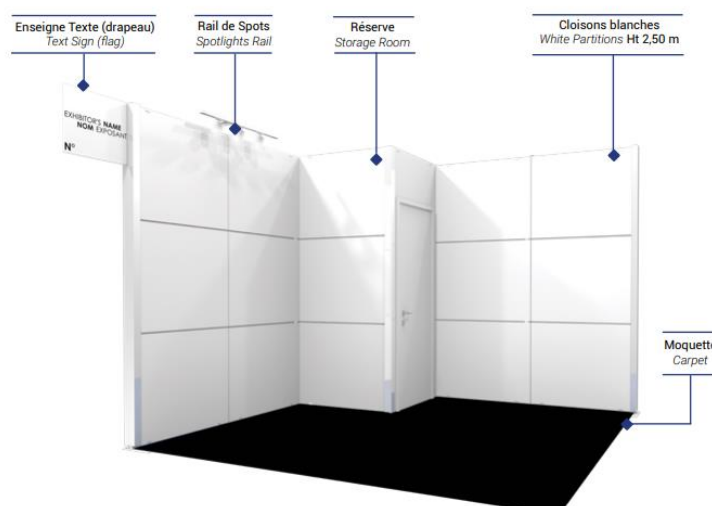 Enseigne Texte (drapeau)
Text Sign (flag)
Rail de Spots
Spotlights Rail
Réserve
Storage Room
Cloisons blanches
White Partitions Ht 2,50 m
EXHIBITOR'S NAME
NOM EXPOSANT
N°
Moquette
Carpet